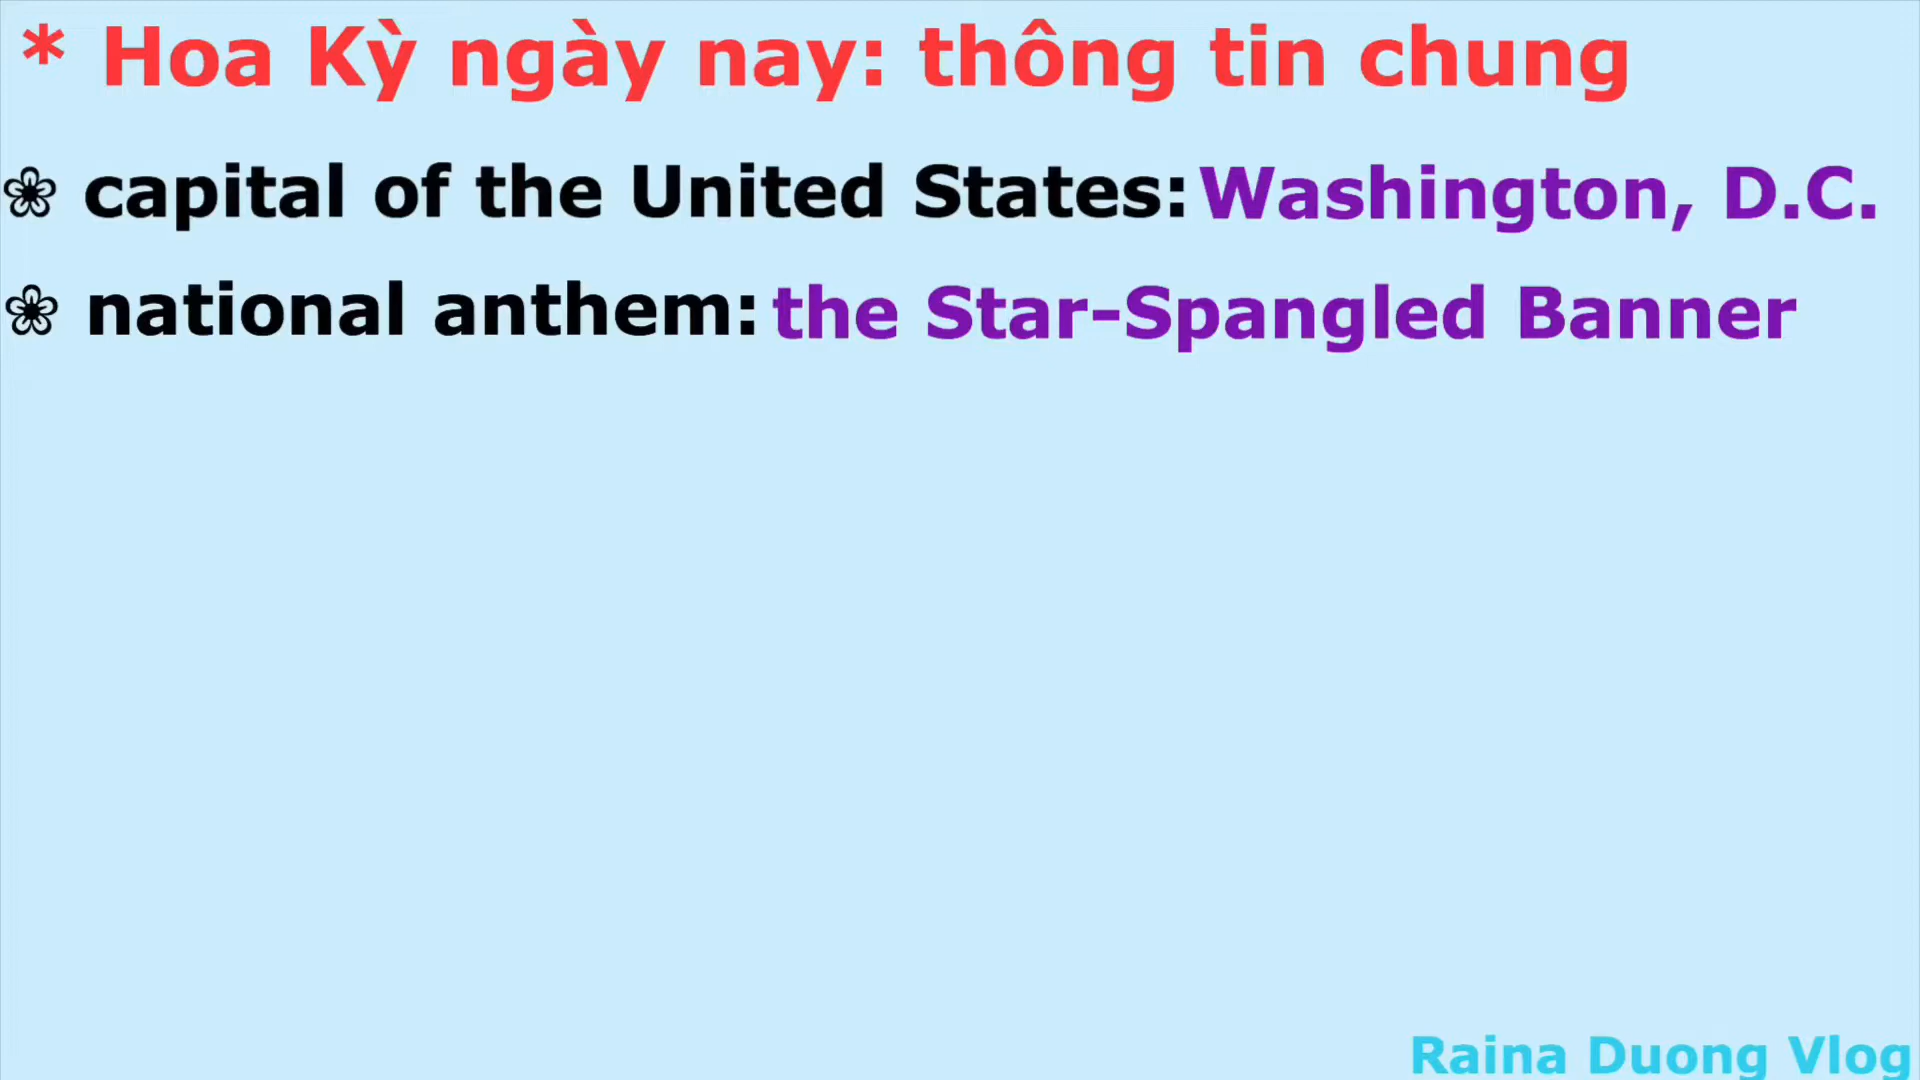 * Hoa Kỳ ngày nay: thông tin chung
❀ capital of the United States: Washington, D.C.
❀ national anthem: the Star-Spangled Banner
Raina Duong Vlog